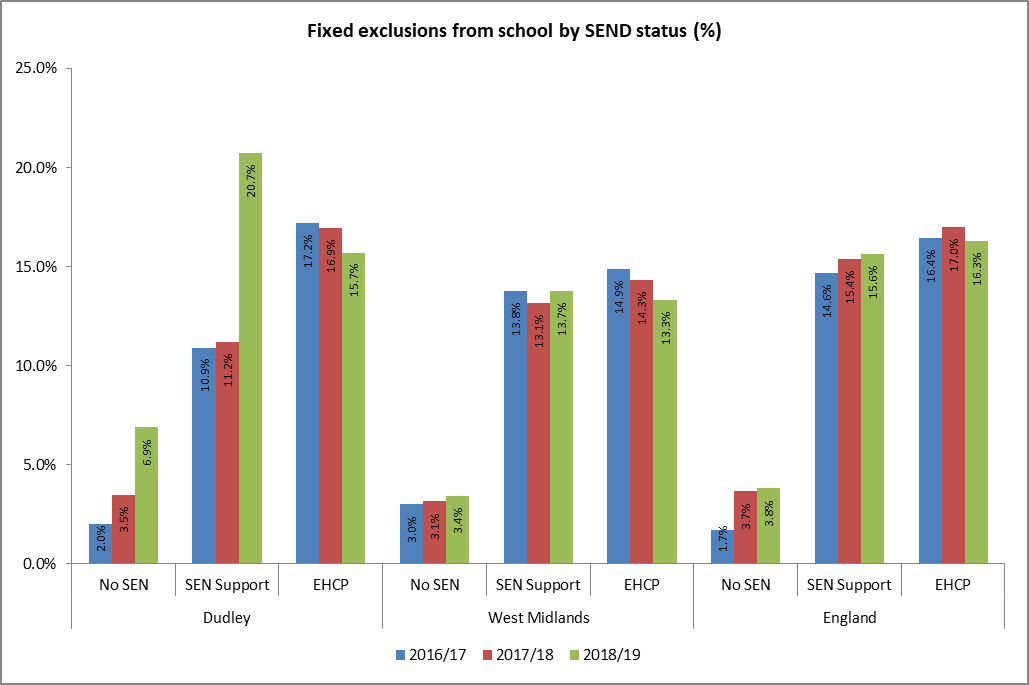 Fixed exclusions from school by SEND status (%)
25.0%
20.0%
15.0%
10.0%
5.0%
0.0%
2.0% 3.5% 6.9% 10.9% 11.2% 20.7% 17.2% 16.9% 15.7% 3.0% 3.1% 3.4% 13.8% 13.1% 13.7% 14.9% 14.3% 13.3% 1.7% 3.7% 3.8% 14.6% 15.4% 15.6% 16.4% 17.0% 16.3%
No SEN SEN Support EHCP No SEN SEN Support EHCP No SEN SEN Support EHCP
Dudley West Midlands England
2016/17 2017/18 2018/19